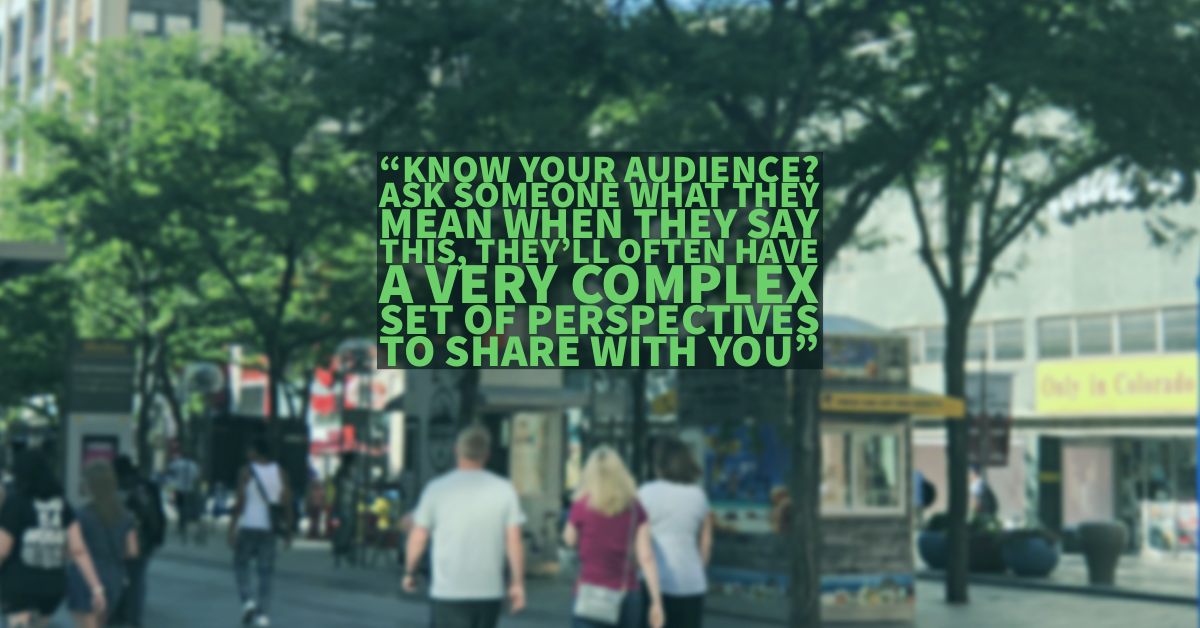 “KNOW YOUR AUDIENCE?
ASK SOMEONE WHAT THEY
MEAN WHEN THEY SAY
THIS, THEY’LL OFTEN HAVE
A VERY COMPLEX
SET OF PERSPECTIVES
TO SHARE WITH YOU”
Only in Colorado